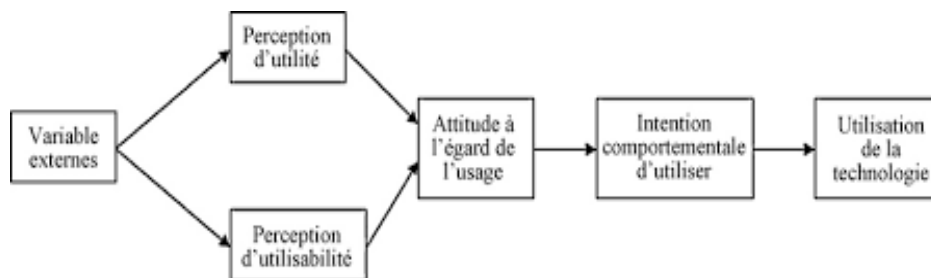 Perception
d'utilité
Variable
externes
Perception
d'utilisabilité
Attitude à
l'égard de
l'usage
Intention
comportementale
d'utiliser
Utilisation
de la
technologie